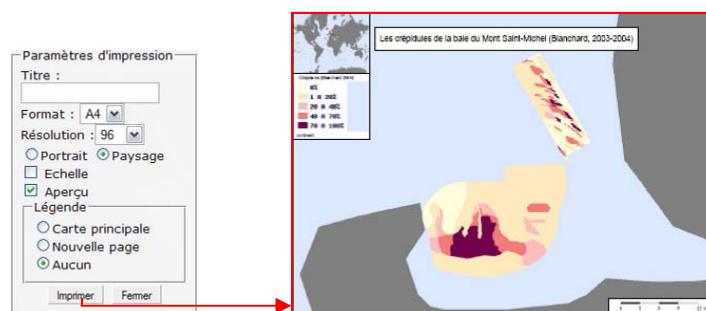 Paramètres d'impression
Titre :
Format : A4
Résolution : 96
Portrait Paysage
Echelle
Aperçu
Légende
Carte principale
Nouvelle page
Aucun
Imprimer Fermer
Les crépidules de la baie du Mont Saint-Michel (Blanchard, 2003-2004)
(Blanchard 2004)
0%
1 à 20%
20 à 40%
40 à 70%
70 à 100%